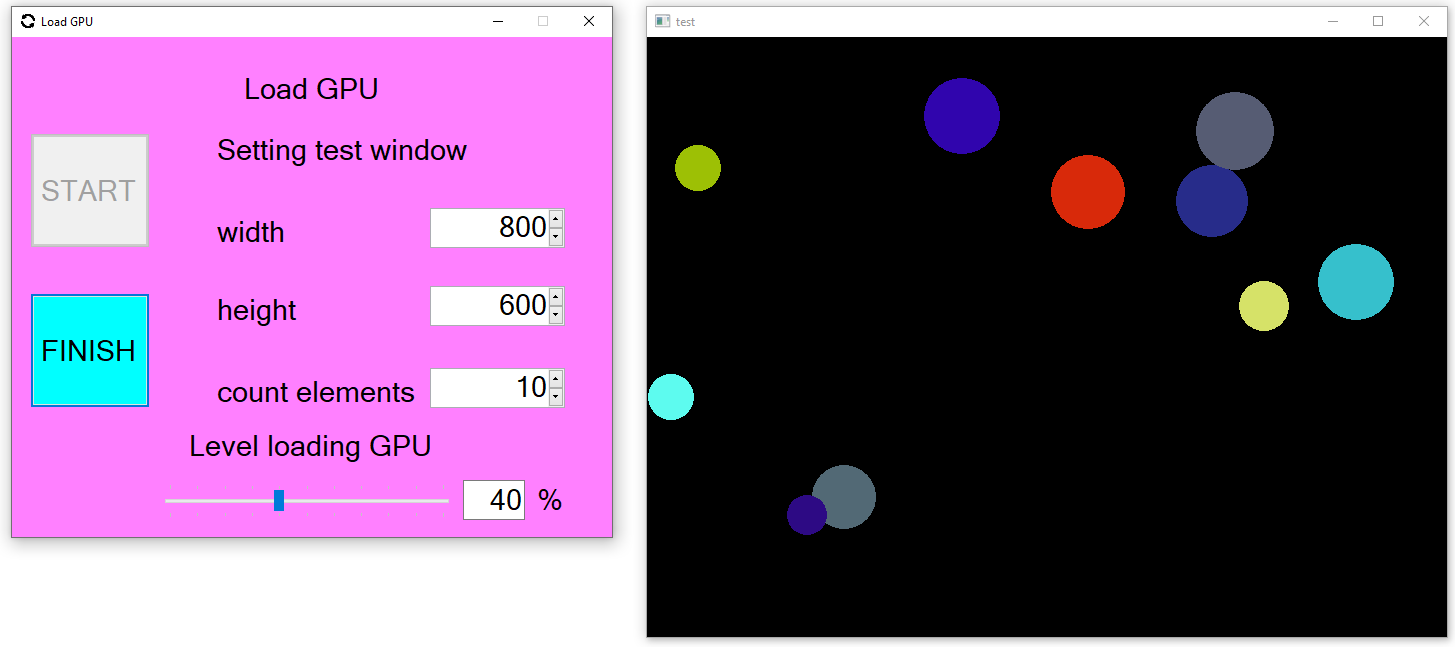 Load GPU
test
Load GPU
Setting test window
START
width 800
height 600
FINISH
count elements 10
Level loading GPU
40 %